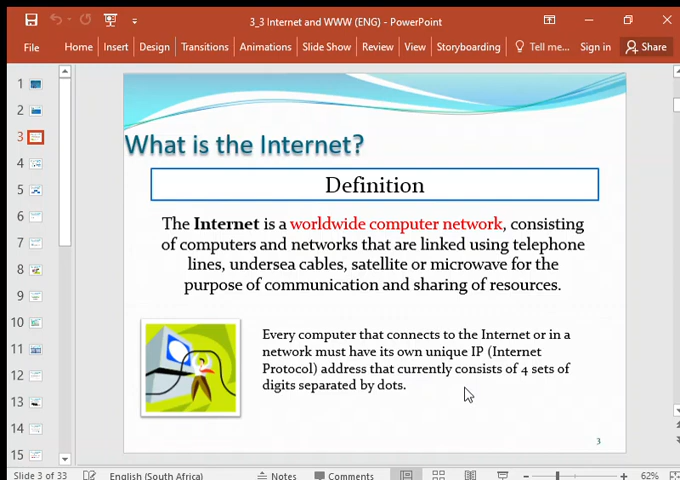 3_3 Internet and WWW (ENG) - PowerPoint
File Home Insert Design Transitions Animations Slide Show Review View Storyboarding Tell me... Sign in Share
1
2
3
4
5
6
7
8
9
10
11
12
13
14
15
What is the Internet?
Definition
The Internet is a worldwide computer network, consisting
of computers and networks that are linked using telephone
lines, undersea cables, satellite or microwave for the
purpose of communication and sharing of resources.
Every computer that connects to the Internet or in a
network must have its own unique IP (Internet
Protocol) address that currently consists of 4 sets of
digits separated by dots.
3
Slide 3 of 33 English (South Africa) Notes Comments 62%